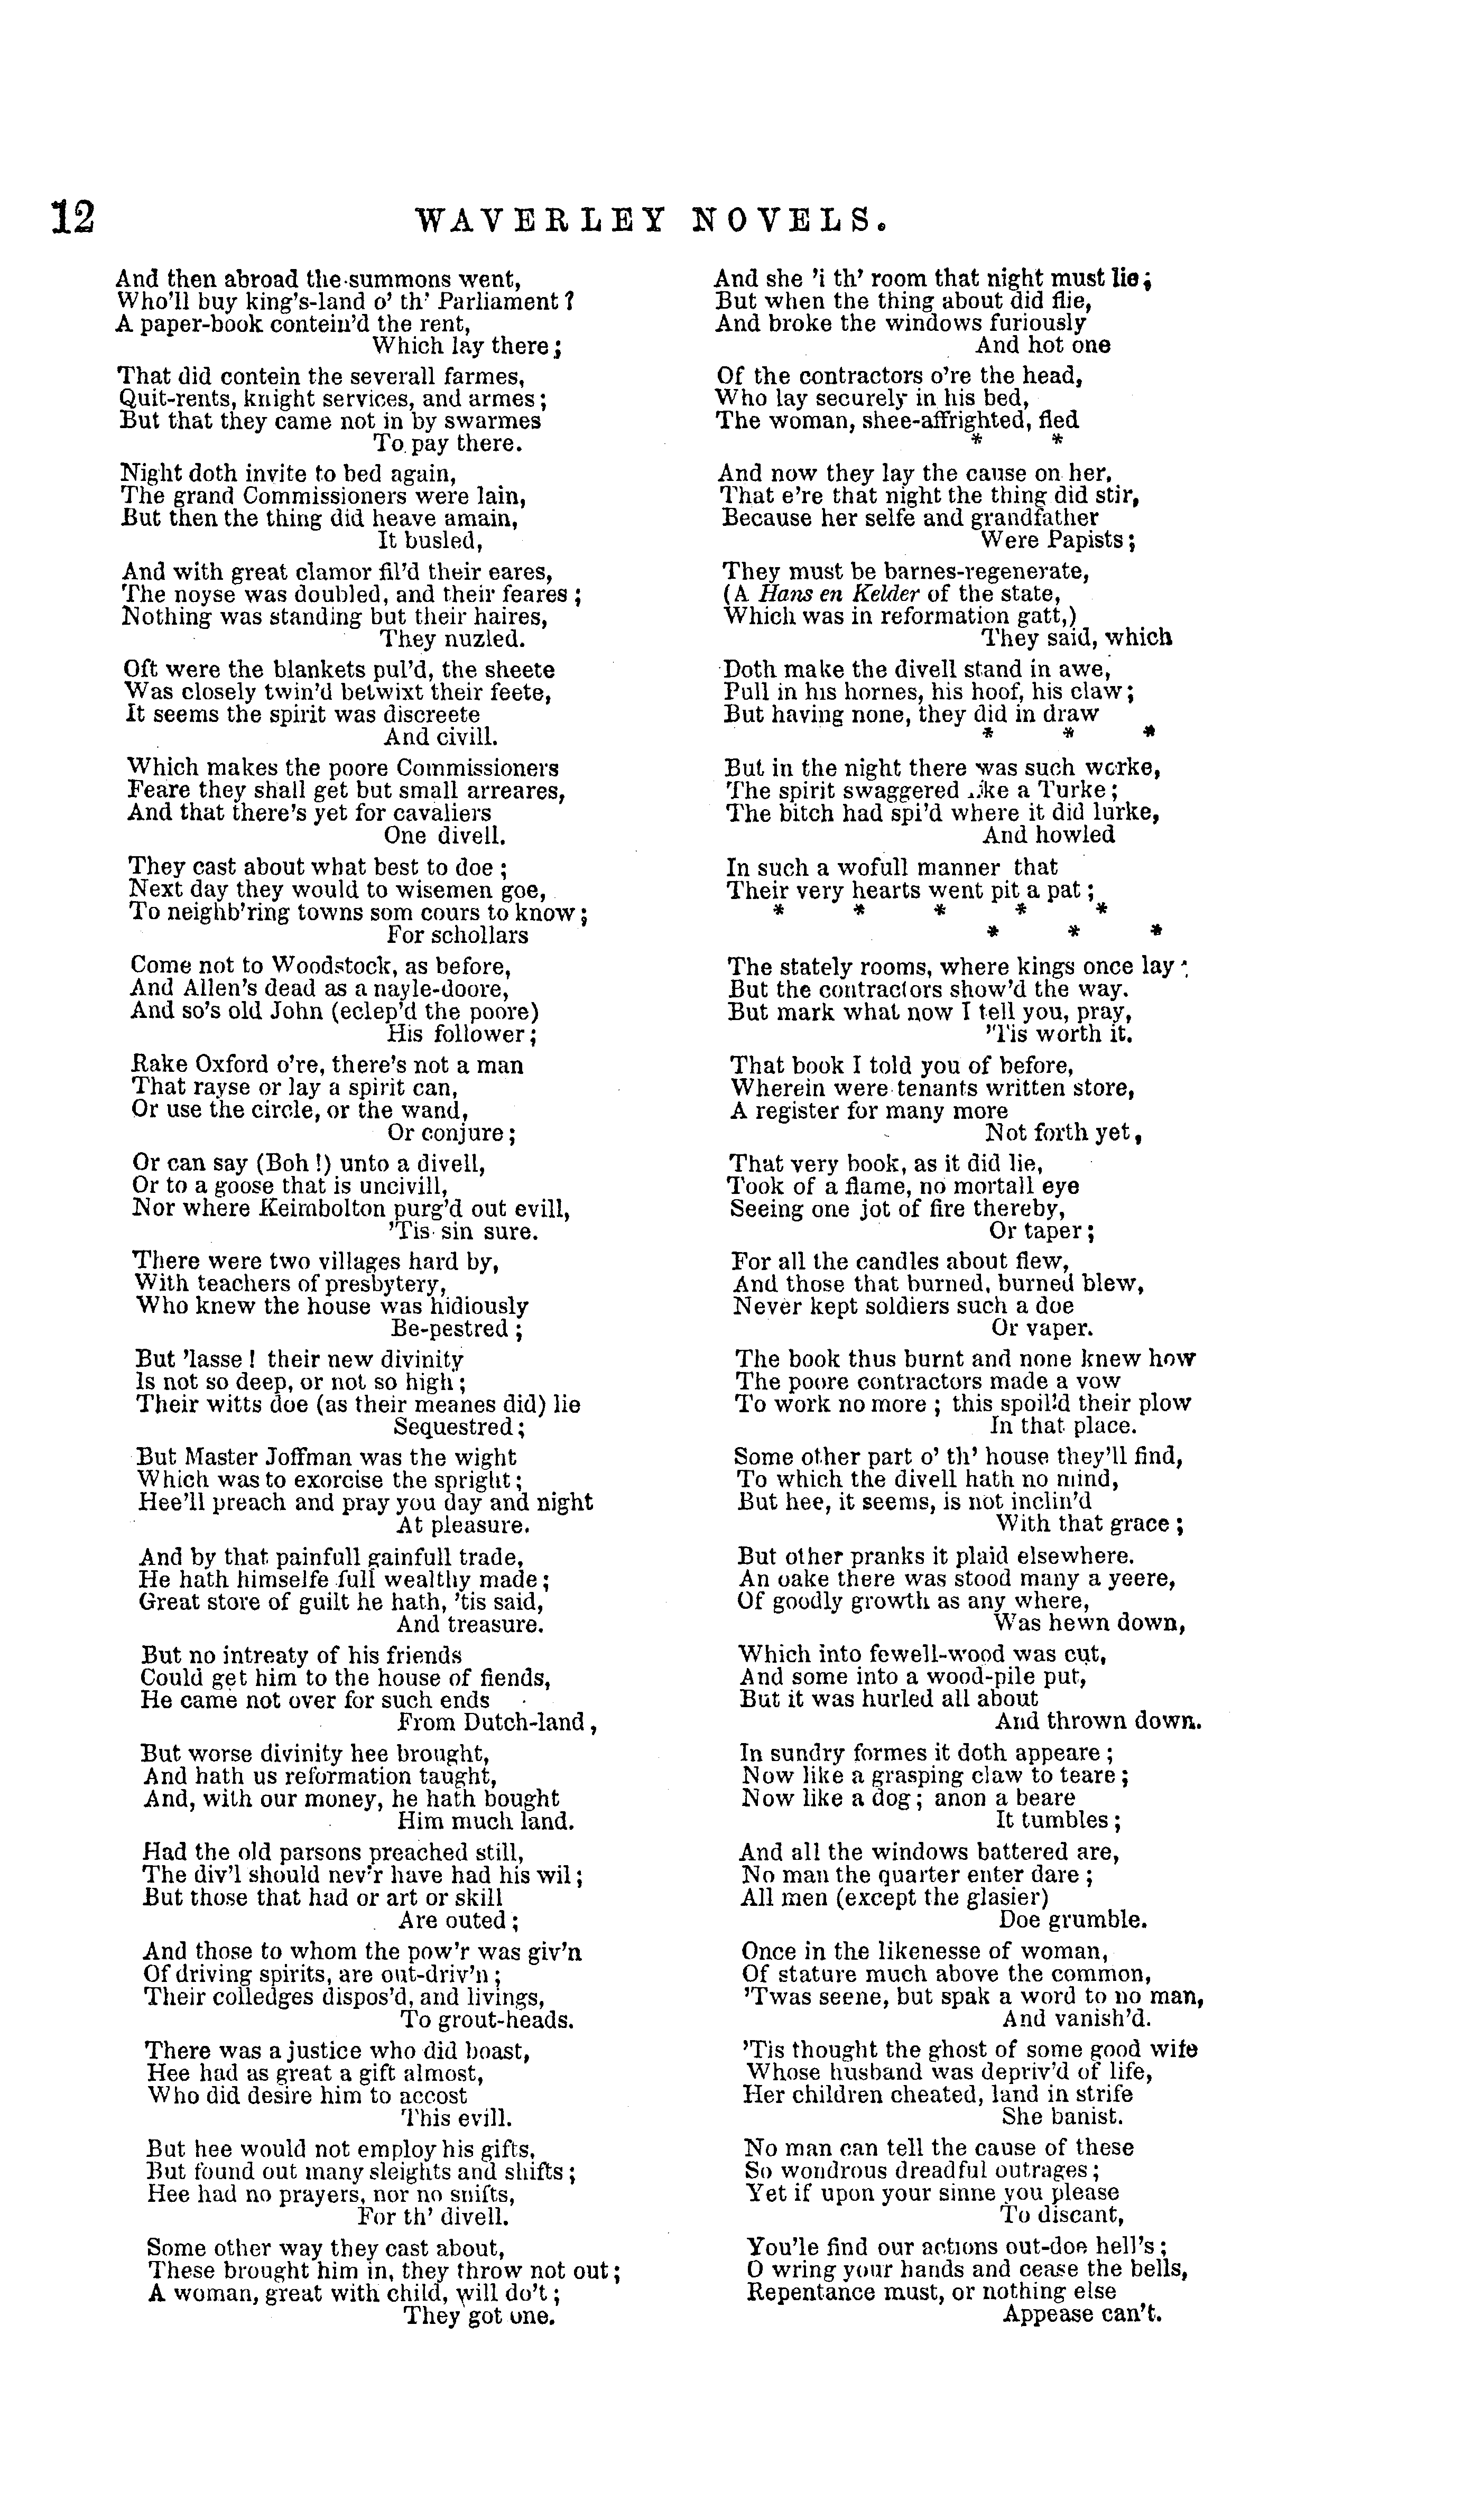 12
WAVERLEY NOVELS.
And then abroad the summons went,
Who'll buy king's-land o' th' Parliament?
A paper-book contein'd the rent,
Which lay there;
That did contein the severall farmes,
Quit-rents, knight services, and armes;
But that they came not in by swarmes
To pay there.
Night doth invite to bed again,
The grand Commissioners were lain,
But then the thing did heave amain,
It busled,
And with great clamor fil'd their eares,
The noyse was doubled, and their feares;
Nothing was standing but their haires,
They nuzled.
Oft were the blankets pul'd, the sheete
Was closely twin'd betwixt their feete,
It seems the spirit was discreete
And civill.
Which makes the poore Commissioners
Feare they shall get but small arreares,
And that there's yet for cavaliers
One divell.
They cast about what best to doe;
Next day they would to wisemen goe,
To neighb'ring towns som cours to know;
For schollars
Come not to Woodstock, as before,
And Allen's dead as a nayle-doore,
And so's old John (eclep'd the poore)
His follower;
Rake Oxford o're, there's not a man
That rayse or lay a spirit can,
Or use the circle, or the wand,
Or conjure;
Or can say (Boh!) unto a divell,
Or to a goose that is uncivill,
Nor where Keimbolton purg'd out evill,
'Tis sin sure.
There were two villages hard by,
With teachers of presbytery,
Who knew the house was hidiously
Be-pestred;
But 'lasse! their new divinity
Is not so deep, or not so high;
Their witts doe (as their meanes did) lie
Sequestred;
But Master Joffman was the wight
Which was to exorcise the spright;
Hee'll preach and pray you day and night
At pleasure.
And by that painfull gainfull trade,
He hath himselfe full wealthy made;
Great store of guilt he hath, 'tis said,
And treasure.
But no intreaty of his friends
Could get him to the house of fiends,
He came not over for such ends
From Dutch-land,
But worse divinity hee brought,
And hath us reformation taught,
And, with our money, he hath bought
Him much land.
Had the old parsons preached still,
The div'l should nev'r have had his wil;
But those that had or art or skill
Are outed;
And those to whom the pow'r was giv'n
Of driving spirits, are out-driv'n;
Their colledges dispos'd, and livings,
To grout-heads.
There was a justice who did boast,
Hee had as great a gift almost,
Who did desire him to accost
This evill.
But hee would not employ his gifts,
But found out many sleights and shifts;
Hee had no prayers, nor no snifts,
For th' divell.
Some other way they cast about,
These brought him in, they throw not out;
A woman, great with child, will do't;
They got one.
And she 'i th' room that night must lie;
But when the thing about did flie,
And broke the windows furiously
And hot one
Of the contractors o're the head,
Who lay securely in his bed,
The woman, shee-affrighted, fled
* *
And now they lay the cause on her,
That e're that night the thing did stir,
Because her selfe and grandfather
Were Papists;
They must be barnes-regenerate,
(A Hans en Kelder of the state,
Which was in reformation gatt,)
They said, which
Doth make the divell stand in awe,
Pull in his hornes, his hoof, his claw;
But having none, they did in draw
* * *
But in the night there was such worke,
The spirit swaggered like a Turke;
The bitch had spi'd where it did lurke,
And howled
In such a wofull manner that
Their very hearts went pit a pat;
* * * * *
* * *
The stately rooms, where kings once lay;
But the contractors show'd the way.
But mark what now I tell you, pray,
'Tis worth it.
That book I told you of before,
Wherein were tenants written store,
A register for many more
Not forth yet,
That very book, as it did lie,
Took of a flame, no mortall eye
Seeing one jot of fire thereby,
Or taper;
For all the candles about flew,
And those that burned, burned blew,
Never kept soldiers such a doe
Or vaper.
The book thus burnt and none knew how
The poore contractors made a vow
To work no more; this spoil'd their plow
In that place.
Some other part o' th' house they'll find,
To which the divell hath no mind,
But hee, it seems, is not inclin'd
With that grace;
But other pranks it plaid elsewhere.
An oake there was stood many a yeere,
Of goodly growth as any where,
Was hewn down,
Which into fewell-wood was cut,
And some into a wood-pile put,
But it was hurled all about
And thrown down.
In sundry formes it doth appeare;
Now like a grasping claw to teare;
Now like a dog; anon a beare
It tumbles;
And all the windows battered are,
No man the quarter enter dare;
All men (except the glasier)
Doe grumble.
Once in the likenesse of woman,
Of stature much above the common,
'Twas seene, but spak a word to no man,
And vanish'd.
'Tis thought the ghost of some good wife
Whose husband was depriv'd of life,
Her children cheated, land in strife
She banist.
No man can tell the cause of these
So wondrous dreadful outrages;
Yet if upon your sinne you please
To discant,
You'le find our actions out-doe hell's;
O wring your hands and cease the bells,
Repentance must, or nothing else
Appease can't.